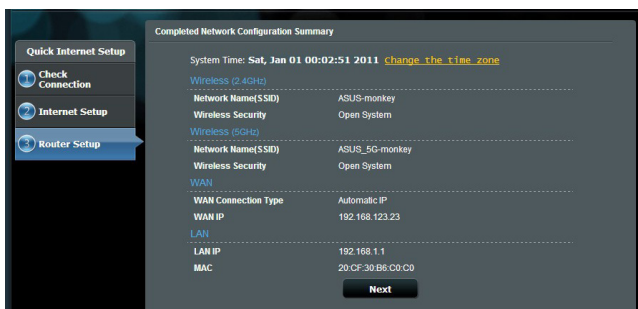 Completed Network Configuration Summary
Quick Internet Setup
1 Check Connection
2 Internet Setup
3 Router Setup
System Time: Sat, Jan 01 00:02:51 2011 Change the time zone
Wireless (2.4GHz)
Network Name(SSID) ASUS-monkey
Wireless Security Open System
Wireless (5GHz)
Network Name(SSID) ASUS_5G-monkey
Wireless Security Open System
WAN
WAN Connection Type Automatic IP
WAN IP 192.168.123.23
LAN
LAN IP 192.168.1.1
MAC 20:CF:30:B6:C0:C0
Next